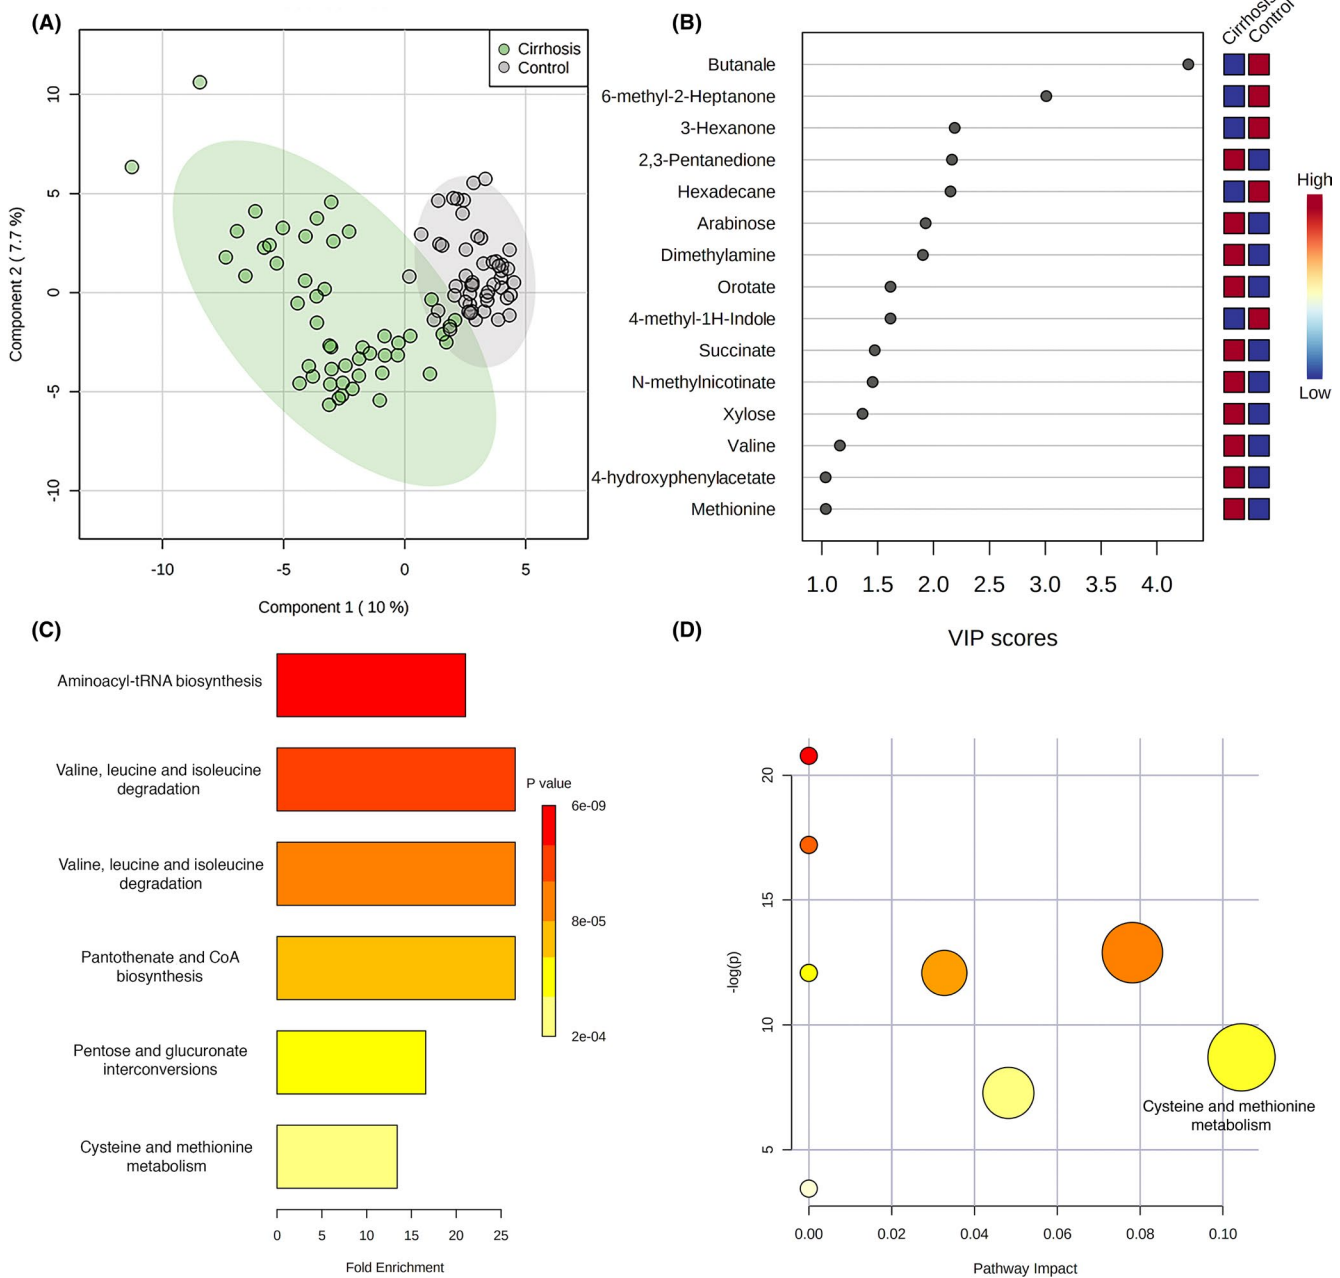 (A)
Cirrhosis
Control
10
5
0
-5
-10
Component 2 ( 7.7 %)
-10
-5
0
5
Component 1 ( 10 %)
(B)
Cirrhosis
Control
Butanale
6-methyl-2-Heptanone
3-Hexanone
2,3-Pentanedione
Hexadecane
Arabinose
Dimethylamine
Orotate
4-methyl-1H-Indole
Succinate
N-methylnicotinate
Xylose
Valine
4-hydroxyphenylacetate
Methionine
High
Low
1.0
1.5
2.0
2.5
3.0
3.5
4.0
VIP scores
(C)
Aminoacyl-tRNA biosynthesis
Valine, leucine and isoleucine
degradation
Valine, leucine and isoleucine
degradation
Pantothenate and CoA
biosynthesis
Pentose and glucuronate
interconversions
Cysteine and methionine
metabolism
P value
6e-09
8e-05
2e-04
0
5
10
15
20
25
Fold Enrichment
(D)
20
15
10
5
-log(p)
Cysteine and methionine
metabolism
0.00
0.02
0.04
0.06
0.08
0.10
Pathway Impact